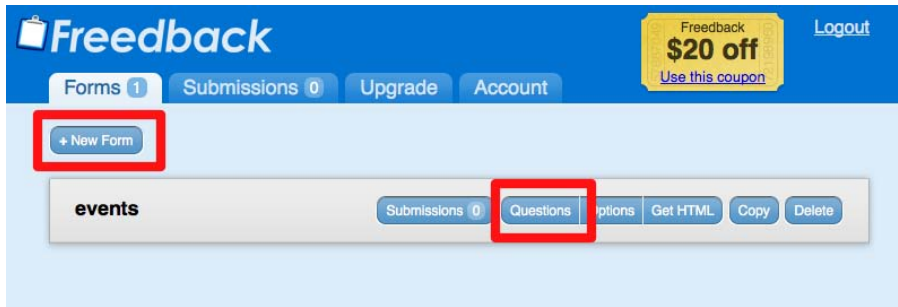 Freedback
Freedback
$20 off
Use this coupon
Logout
Forms 1
Submissions 0
Upgrade
Account
+ New Form
events
Submissions 0
Questions
Options
Get HTML
Copy
Delete